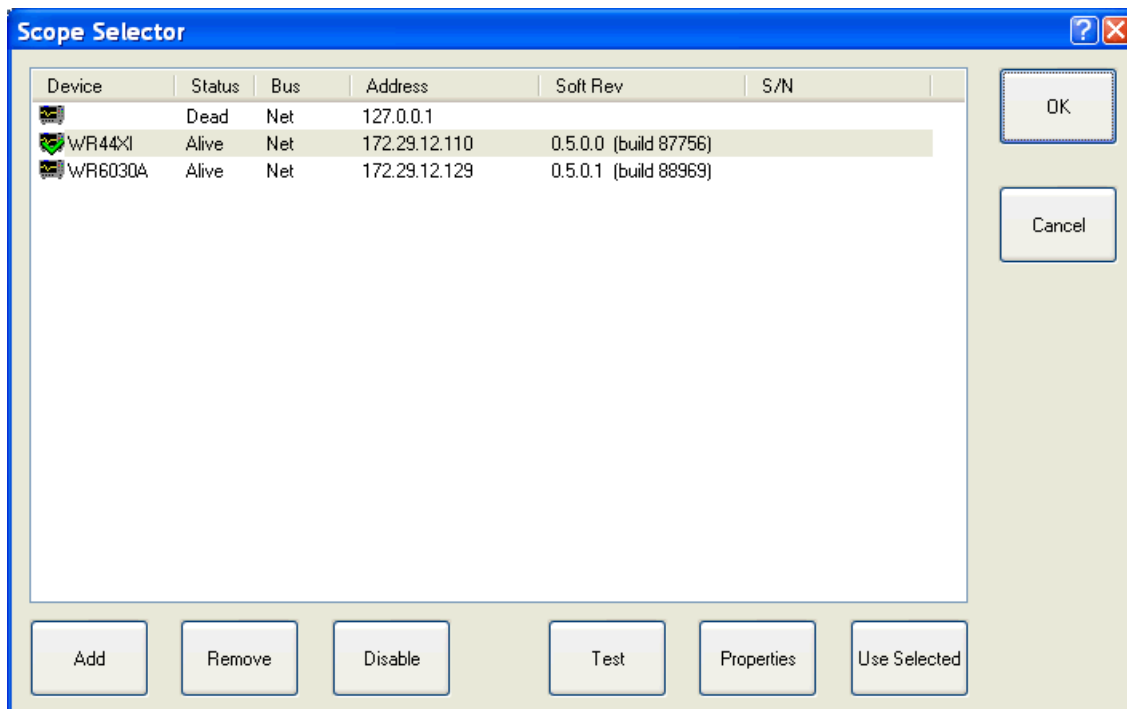 Scope Selector
Device Status Bus Address Soft Rev S/N
Dead Net 127.0.0.1
WR44XI Alive Net 172.29.12.110 0.5.0.0 (build 87756)
WR6030A Alive Net 172.29.12.129 0.5.0.1 (build 88969)
OK
Cancel
Add Remove Disable Test Properties Use Selected